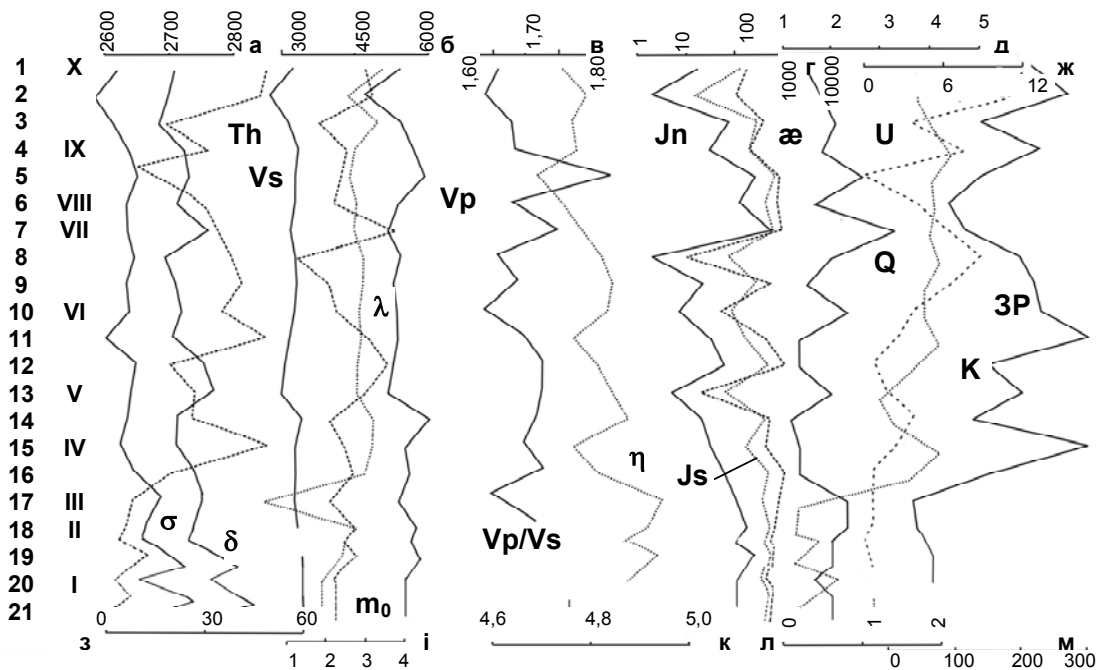 2600 2700 2800 а 3000 4500 6000 б 1,60 1,70 1,80 в 1 10 100 1000 10000 г 1 2 3 4 5 д
0 6 12 ж
1 X
2
3
4 IX
5
6 VIII
7 VII
8
9
10 VI
11
12
13 V
14
15 IV
16
17 III
18 II
19
20 I
21
Th Vs Vp Jn æ U
Q
λ ЗP
K
η Js
σ δ Vp/Vs
m₀
з 0 30 60 4,6 4,8 5,0 к л 0 1 2 м
1 2 3 4 і 0 100 200 300